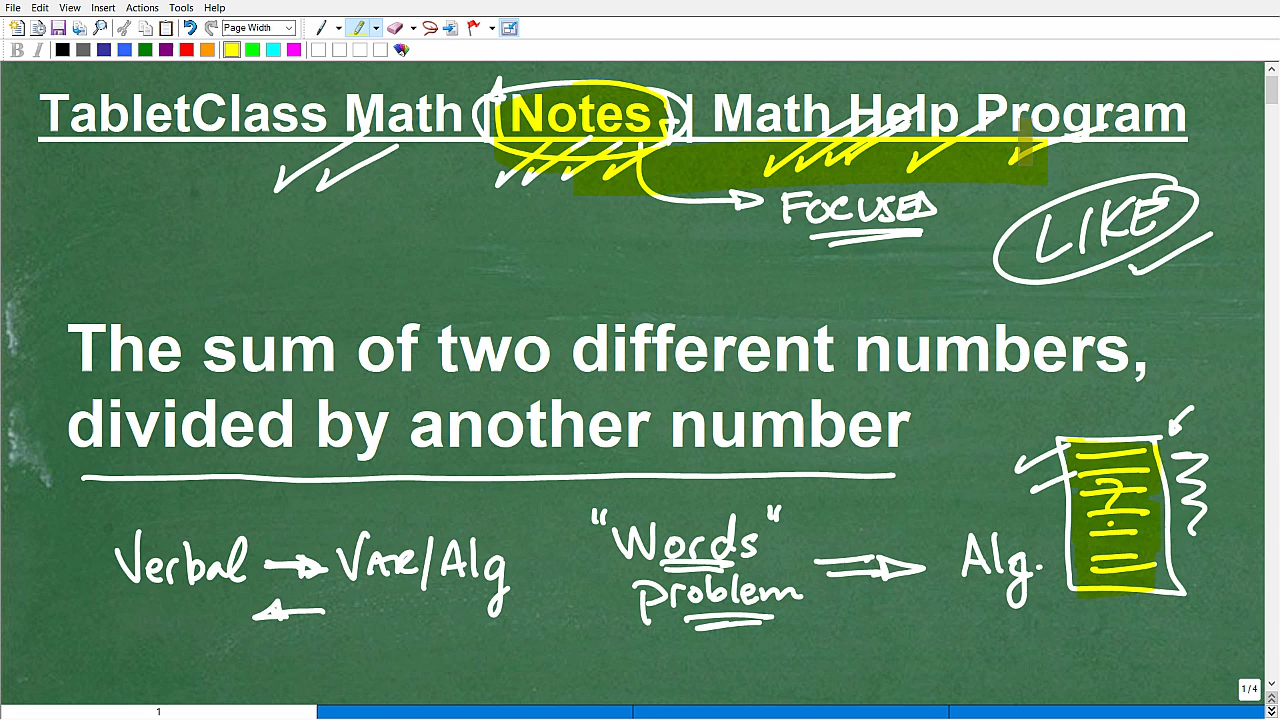 File Edit View Insert Actions Tools Help
Page Width
B I
TabletClass Math | Notes | Math Help Program
FOCUSED
LIKE
The sum of two different numbers,
divided by another number
Verbal → VAR/Alg
"Words"
problem
Alg.
?
1/4
1